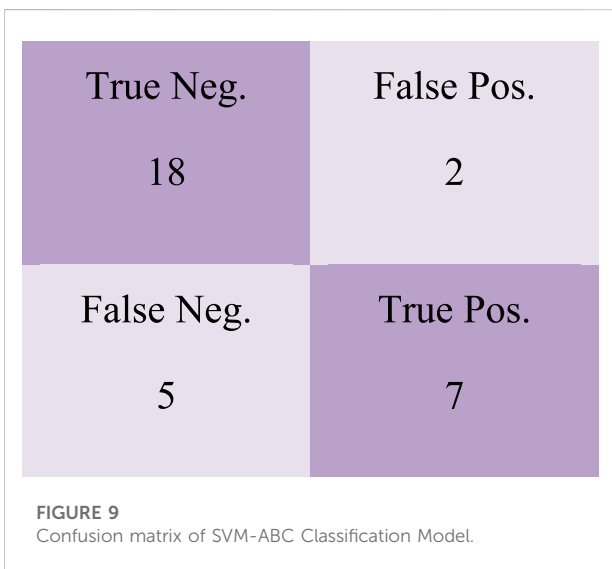 True Neg.
False Pos.
18
2
False Neg.
True Pos.
5
7
FIGURE 9
Confusion matrix of SVM-ABC Classification Model.